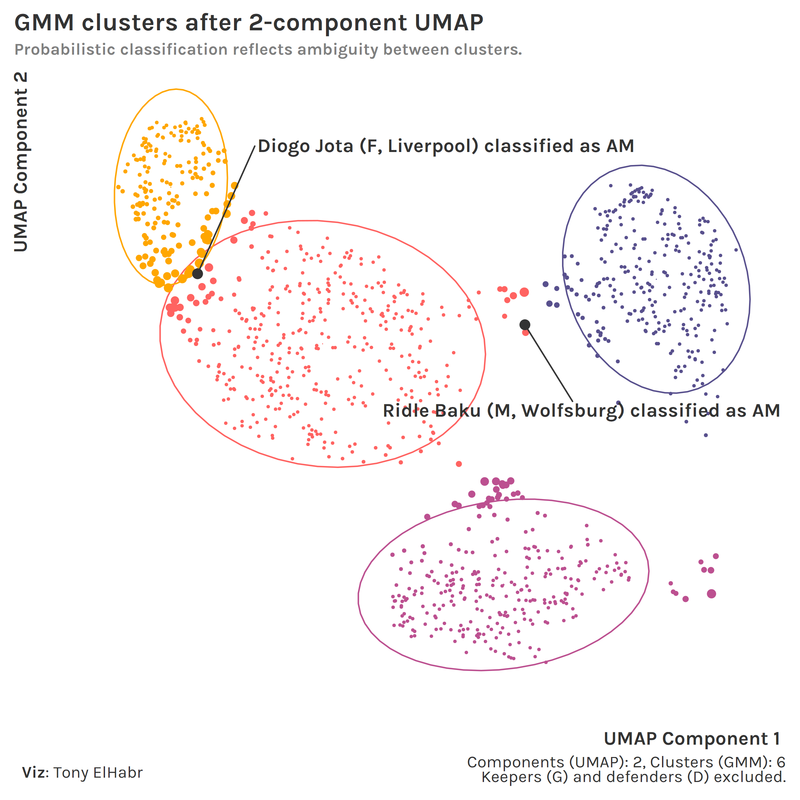 GMM clusters after 2-component UMAP
Probabilistic classification reflects ambiguity between clusters.
UMAP Component 2
Diogo Jota (F, Liverpool) classified as AM
Ridle Baku (M, Wolfsburg) classified as AM
UMAP Component 1
Components (UMAP): 2, Clusters (GMM): 6
Keepers (G) and defenders (D) excluded.
Viz: Tony ElHabr